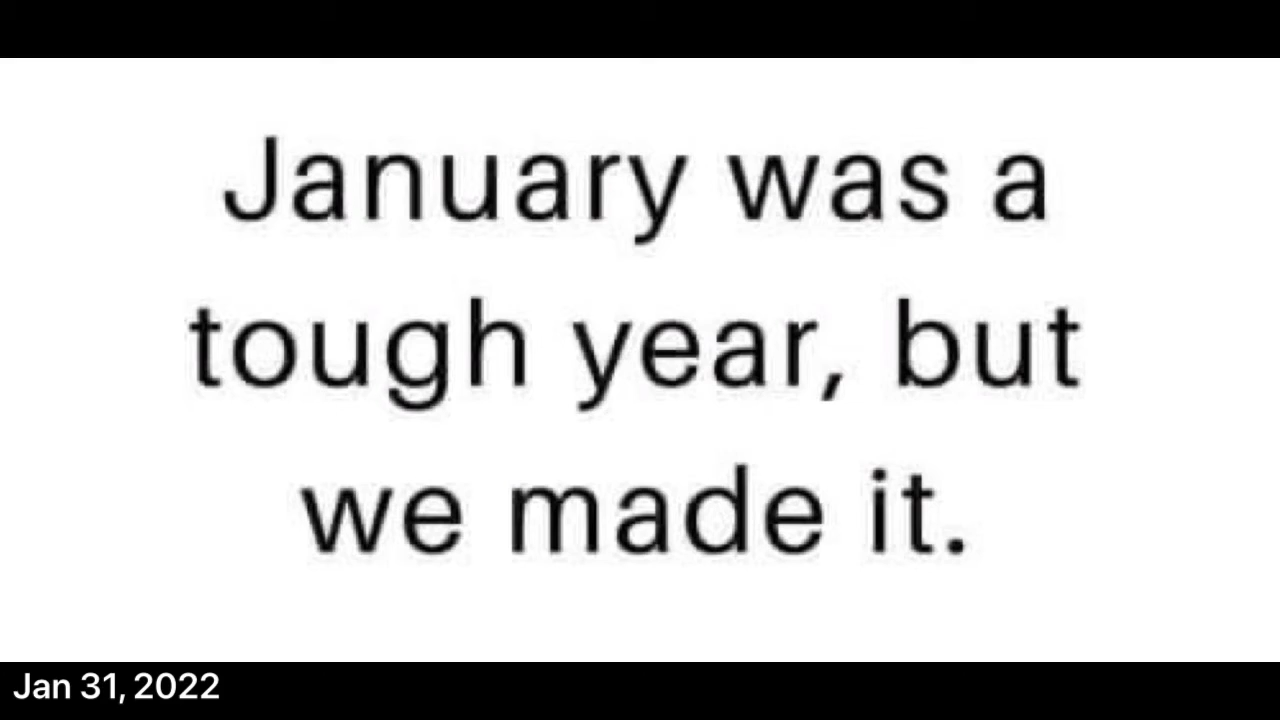 January was a
tough year, but
we made it.
Jan 31, 2022